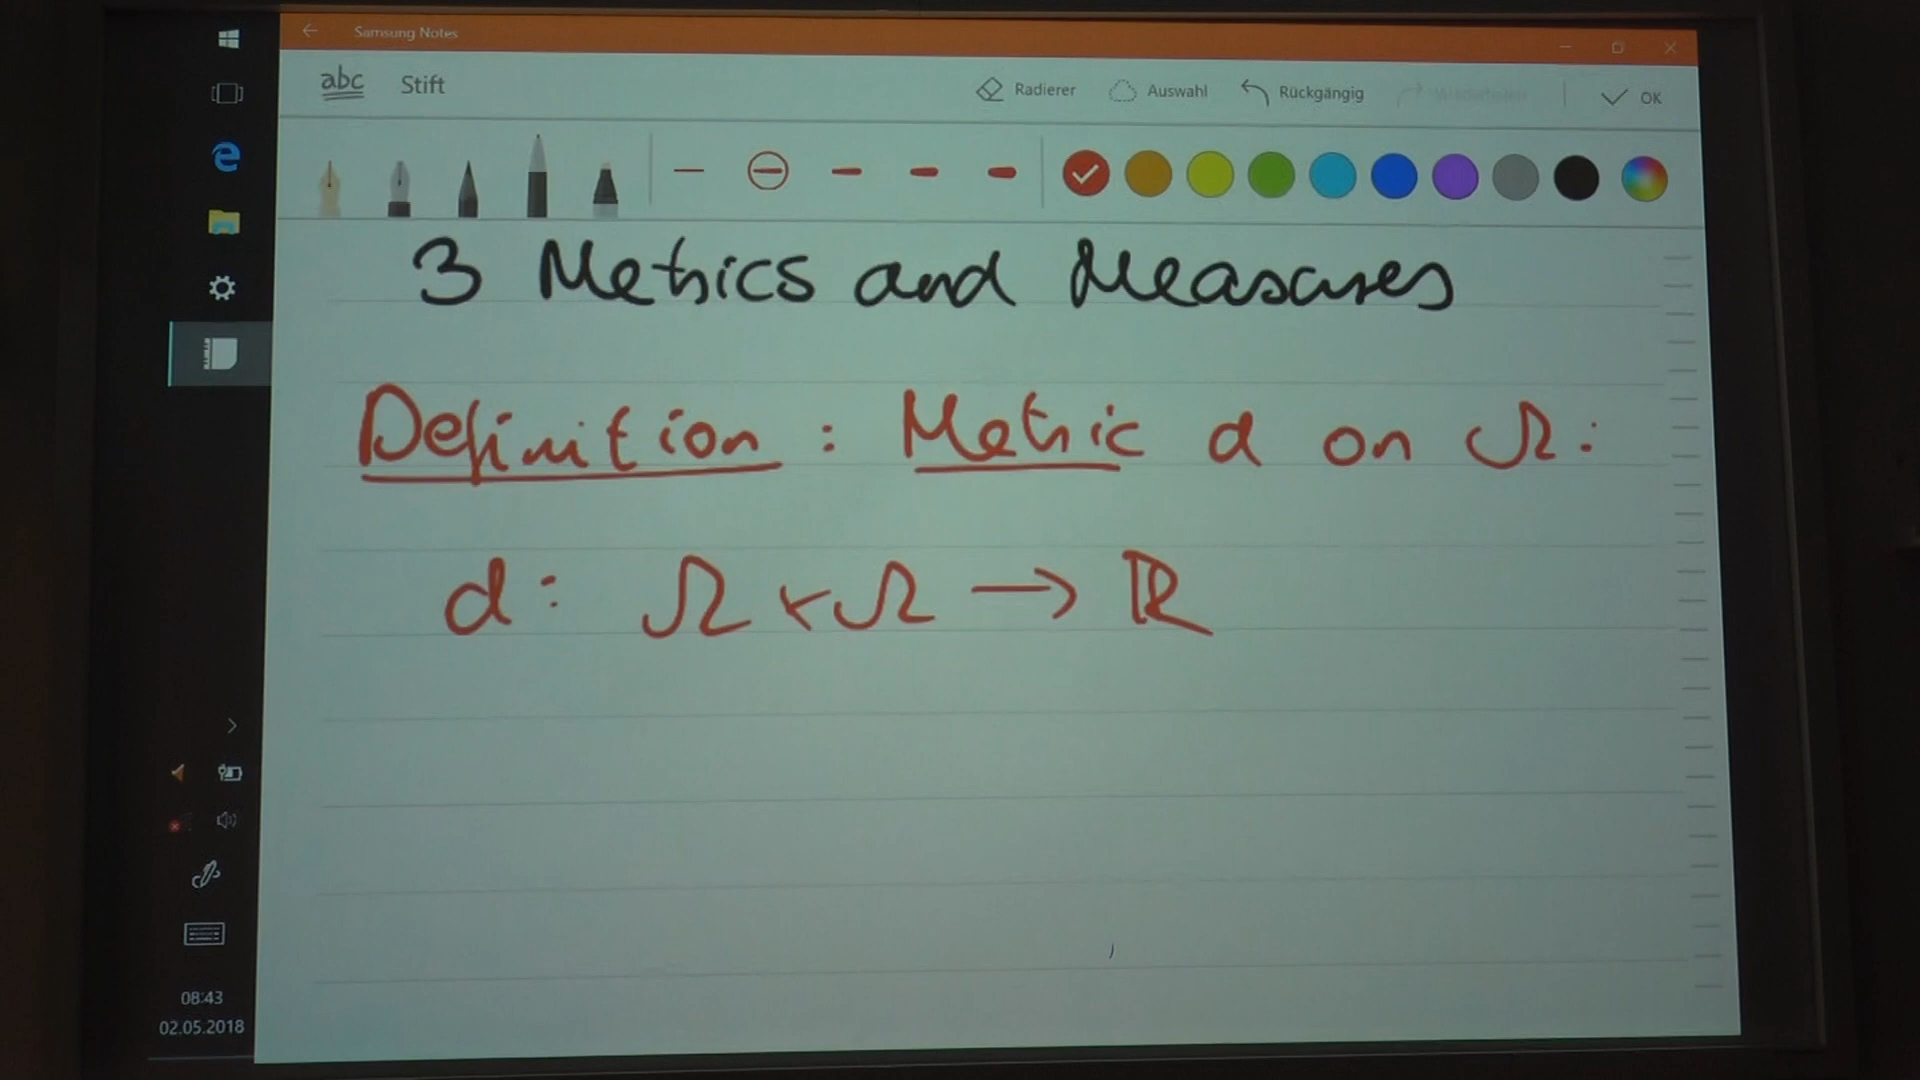 Samsung Notes
abc Stift Radierer Auswahl Rückgängig Wiederholen OK
3 Metrics and Measures
Definition : Metric d on Ω :
d : Ω × Ω → ℝ
08:43
02.05.2018